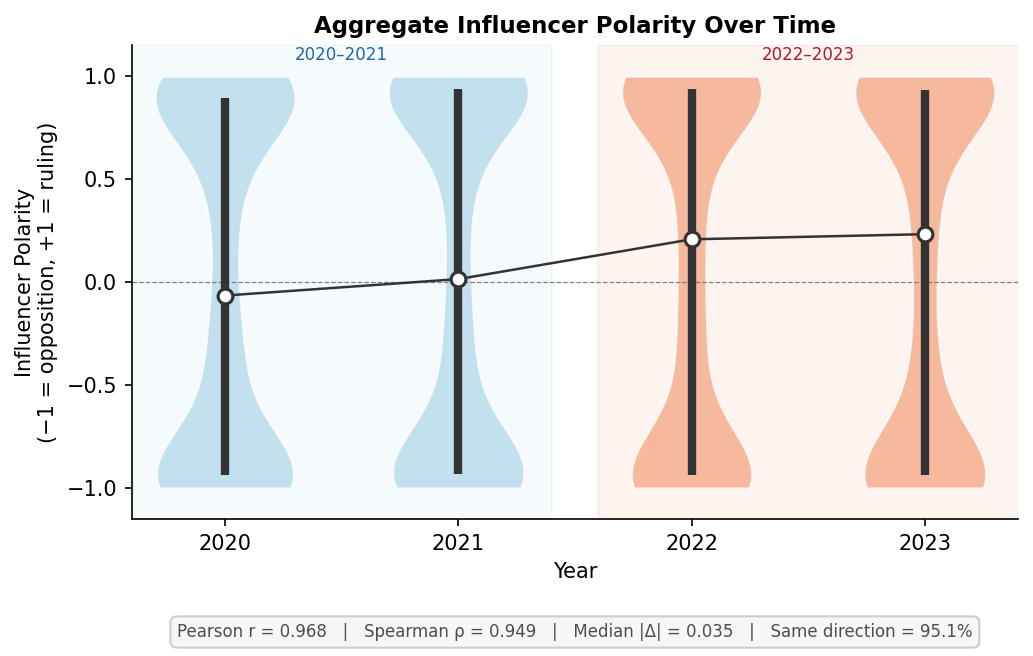 Aggregate Influencer Polarity Over Time
2020–2021
2022–2023
Influencer Polarity
(−1 = opposition, +1 = ruling)
1.0
0.5
0.0
−0.5
−1.0
2020
2021
2022
2023
Year
Pearson r = 0.968 | Spearman ρ = 0.949 | Median |Δ| = 0.035 | Same direction = 95.1%